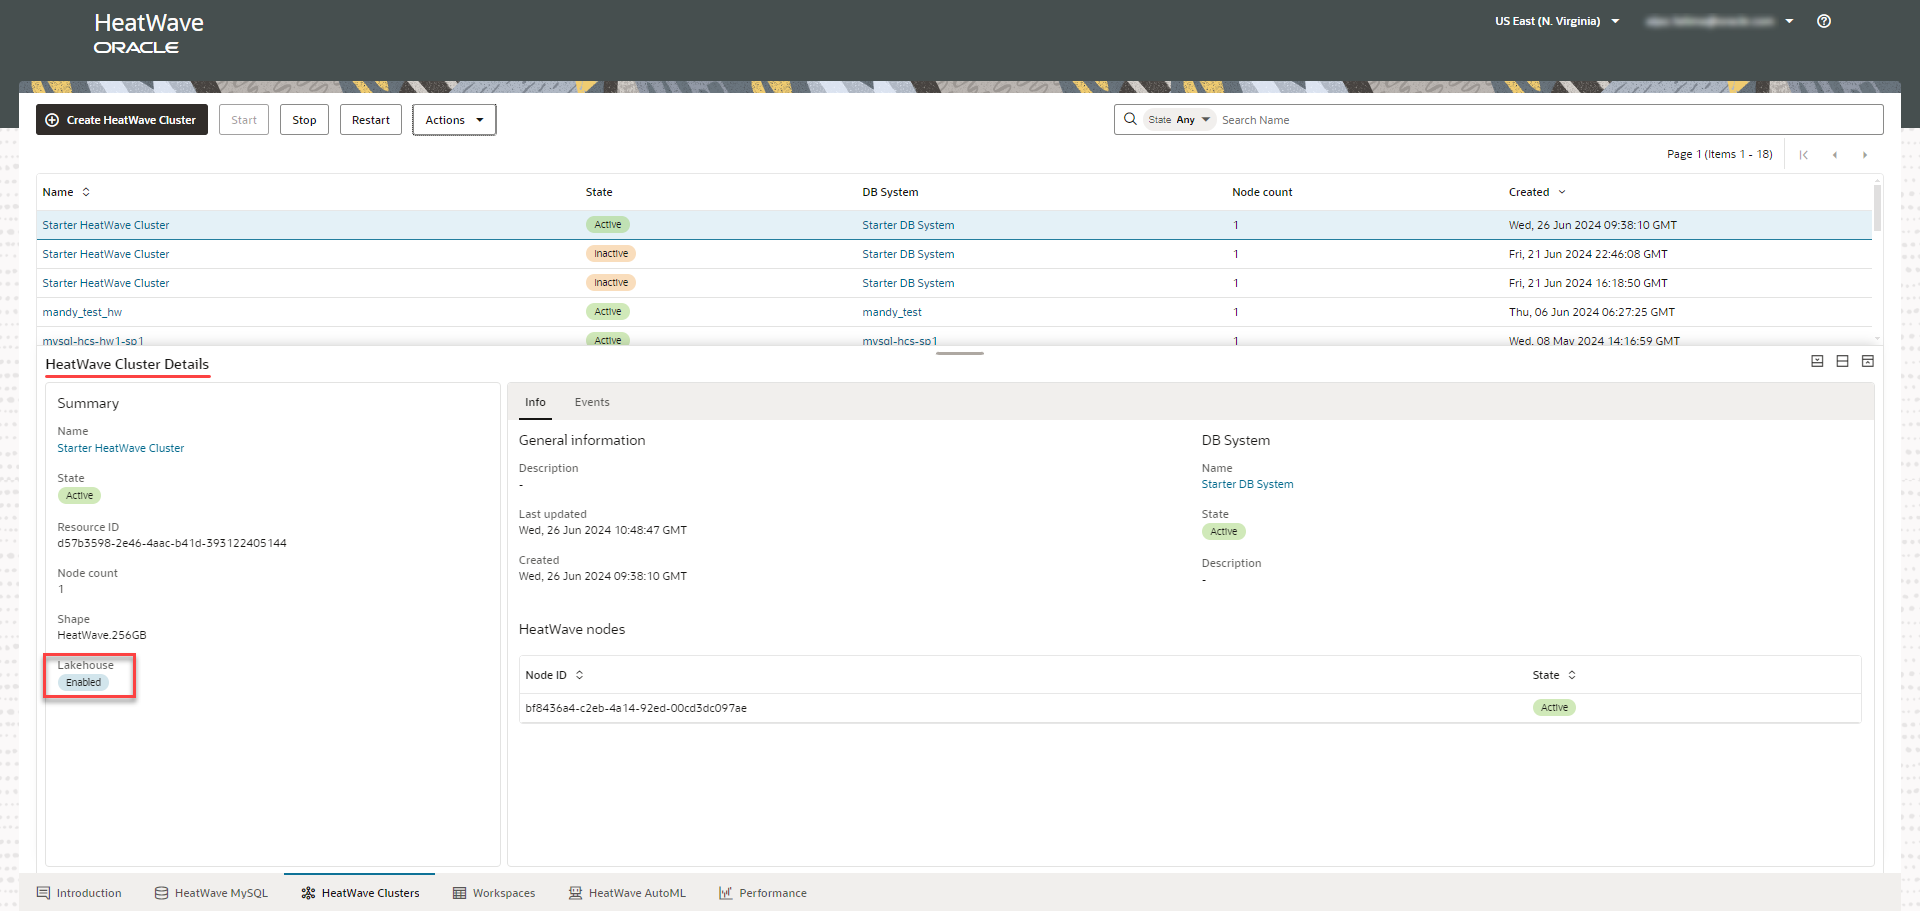 HeatWave
ORACLE
US East (N. Virginia)
Create HeatWave Cluster
Start
Stop
Restart
Actions
State Any
Search Name
Page 1 (Items 1 - 18)
Name
State
DB System
Node count
Created
Starter HeatWave Cluster
Active
Starter DB System
1
Wed, 26 Jun 2024 09:38:10 GMT
Starter HeatWave Cluster
Inactive
Starter DB System
1
Fri, 21 Jun 2024 22:46:08 GMT
Starter HeatWave Cluster
Inactive
Starter DB System
1
Fri, 21 Jun 2024 16:18:50 GMT
mandy_test_hw
Active
mandy_test
1
Thu, 06 Jun 2024 06:27:25 GMT
mysql-hcs-hw1-sp1
Active
mysql-hcs-sp1
1
Wed, 08 May 2024 14:16:59 GMT
HeatWave Cluster Details
Summary
Name
Starter HeatWave Cluster
State
Active
Resource ID
d57b3598-2e46-4aac-b41d-393122405144
Node count
1
Shape
HeatWave.256GB
Lakehouse
Enabled
Info
Events
General information
Description
-
Last updated
Wed, 26 Jun 2024 10:48:47 GMT
Created
Wed, 26 Jun 2024 09:38:10 GMT
DB System
Name
Starter DB System
State
Active
Description
-
HeatWave nodes
Node ID
State
bf8436a4-c2eb-4a14-92ed-00cd3dc097ae
Active
Introduction
HeatWave MySQL
HeatWave Clusters
Workspaces
HeatWave AutoML
Performance